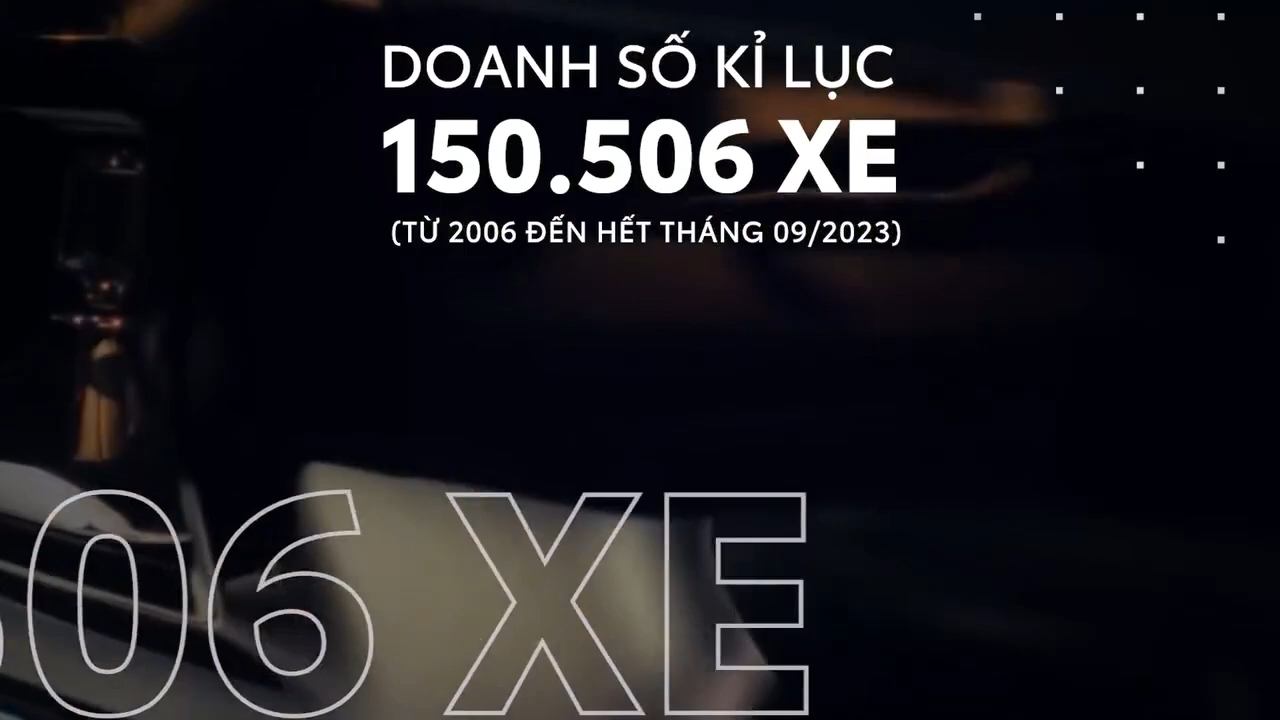 DOANH SỐ KỈ LỤC
150.506 XE
(TỪ 2006 ĐẾN HẾT THÁNG 09/2023)
06 XE